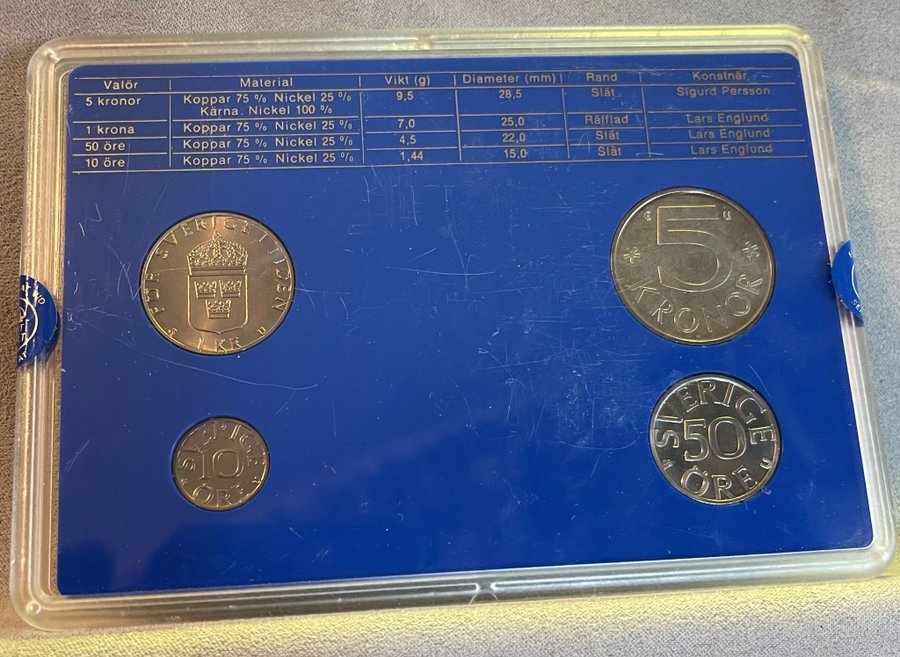 Valör Material Vikt (g) Diameter (mm) Rand Konstnär
5 kronor Koppar 75 % Nickel 25 % 9,5 28,5 Slät Sigurd Persson
Kärna. Nickel 100 %
1 krona Koppar 75 % Nickel 25 % 7,0 25,0 Räfflad Lars Englund
50 öre Koppar 75 % Nickel 25 % 4,5 22,0 Slät Lars Englund
10 öre Koppar 75 % Nickel 25 % 1,44 15,0 Slät Lars Englund
FÖR SVERIGE I TIDEN
1 KR U
U
5
KRONOR
SVERIGE
10
ÖRE
SVERIGE
50
ÖRE U